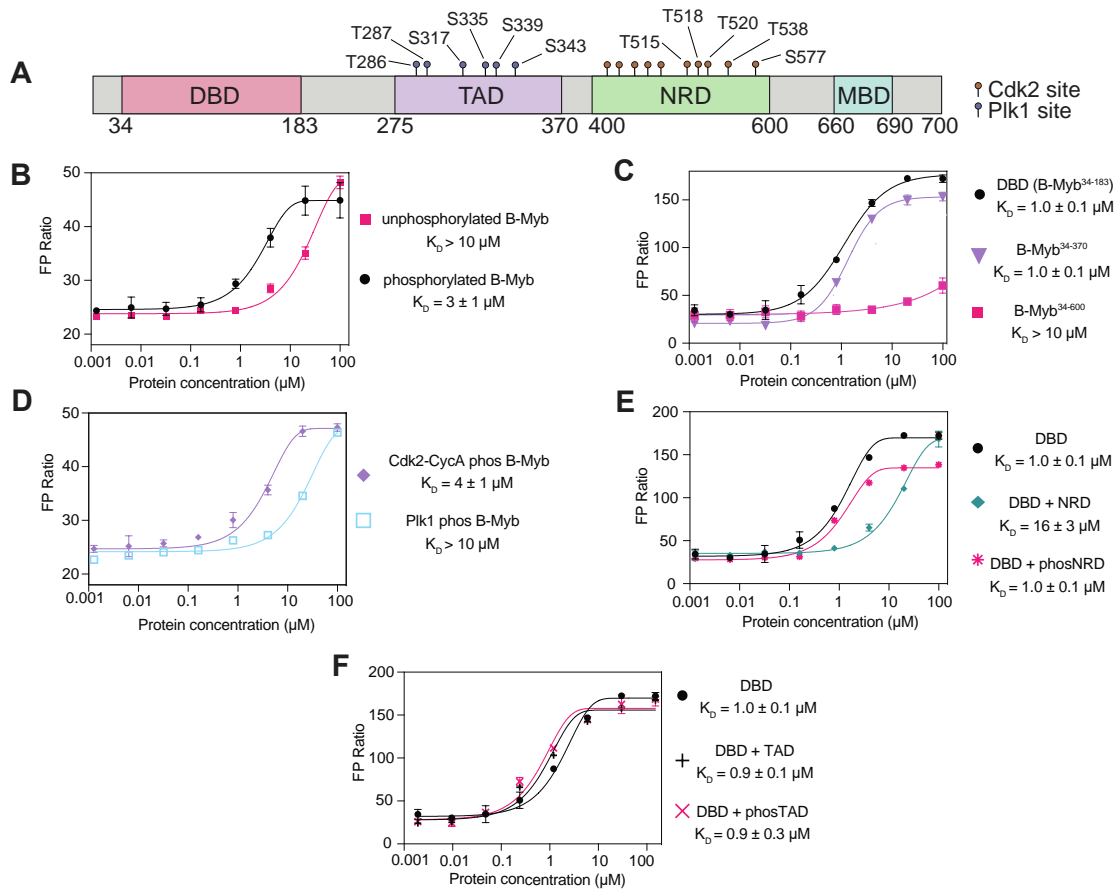 A
T286
T287
S317
S335
S339
S343
T515
T518
T520
T538
S577
DBD
TAD
NRD
MBD
34
183
275
370
400
600
660
690
700
Cdk2 site
Plk1 site
B
50
40
30
20
FP Ratio
0.001
0.01
0.1
1
10
100
Protein concentration (µM)
unphosphorylated B-Myb
K_D > 10 µM
phosphorylated B-Myb
K_D = 3 ± 1 µM
C
150
100
50
0
FP Ratio
0.001
0.01
0.1
1
10
100
Protein concentration (µM)
DBD (B-Myb^34-183)
K_D = 1.0 ± 0.1 µM
B-Myb^34-370
K_D = 1.0 ± 0.1 µM
B-Myb^34-600
K_D > 10 µM
D
50
40
30
20
FP Ratio
0.001
0.01
0.1
1
10
100
Protein concentration (µM)
Cdk2-CycA phos B-Myb
K_D = 4 ± 1 µM
Plk1 phos B-Myb
K_D > 10 µM
E
200
150
100
50
0
FP Ratio
0.001
0.01
0.1
1
10
100
Protein concentration (µM)
DBD
K_D = 1.0 ± 0.1 µM
DBD + NRD
K_D = 16 ± 3 µM
DBD + phosNRD
K_D = 1.0 ± 0.1 µM
F
200
150
100
50
0
FP Ratio
0.001
0.01
0.1
1
10
100
Protein concentration (µM)
DBD
K_D = 1.0 ± 0.1 µM
DBD + TAD
K_D = 0.9 ± 0.1 µM
DBD + phosTAD
K_D = 0.9 ± 0.3 µM